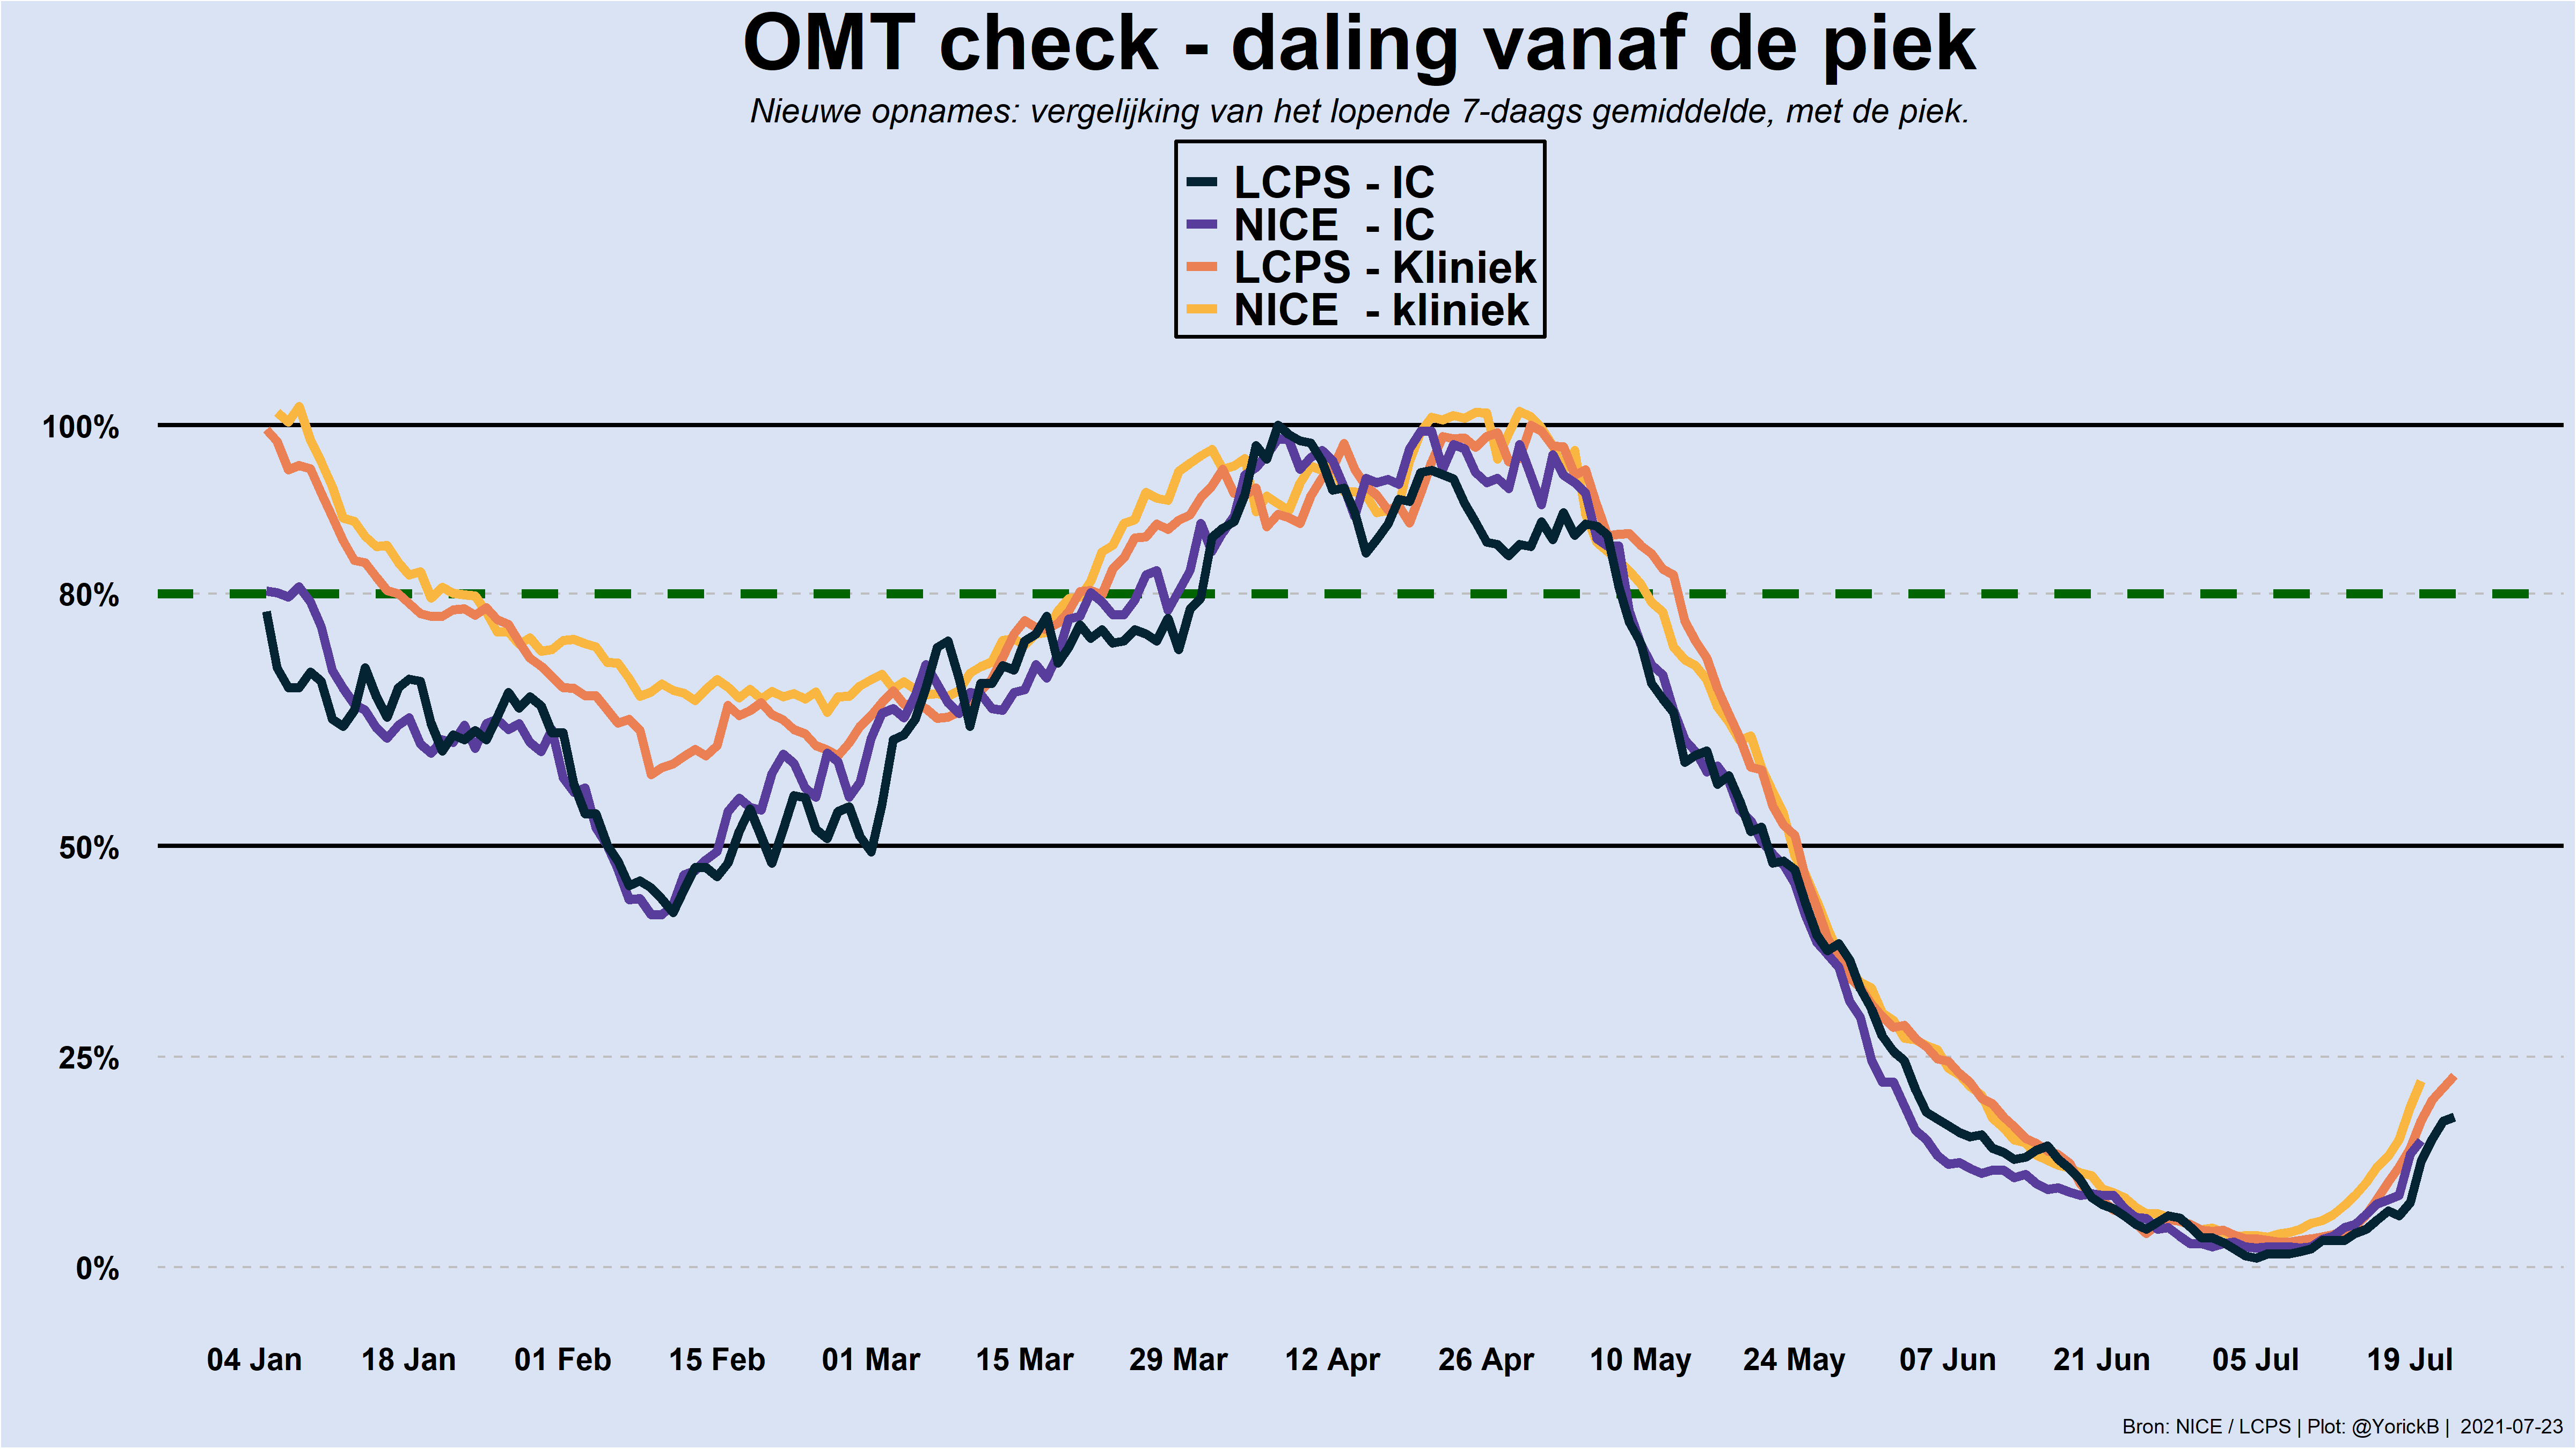 OMT check - daling vanaf de piek
Nieuwe opnames: vergelijking van het lopende 7-daags gemiddelde, met de piek.
LCPS - IC
NICE - IC
LCPS - Kliniek
NICE - kliniek
100%
80%
50%
25%
0%
04 Jan 18 Jan 01 Feb 15 Feb 01 Mar 15 Mar 29 Mar 12 Apr 26 Apr 10 May 24 May 07 Jun 21 Jun 05 Jul 19 Jul
Bron: NICE / LCPS | Plot: @YorickB | 2021-07-23